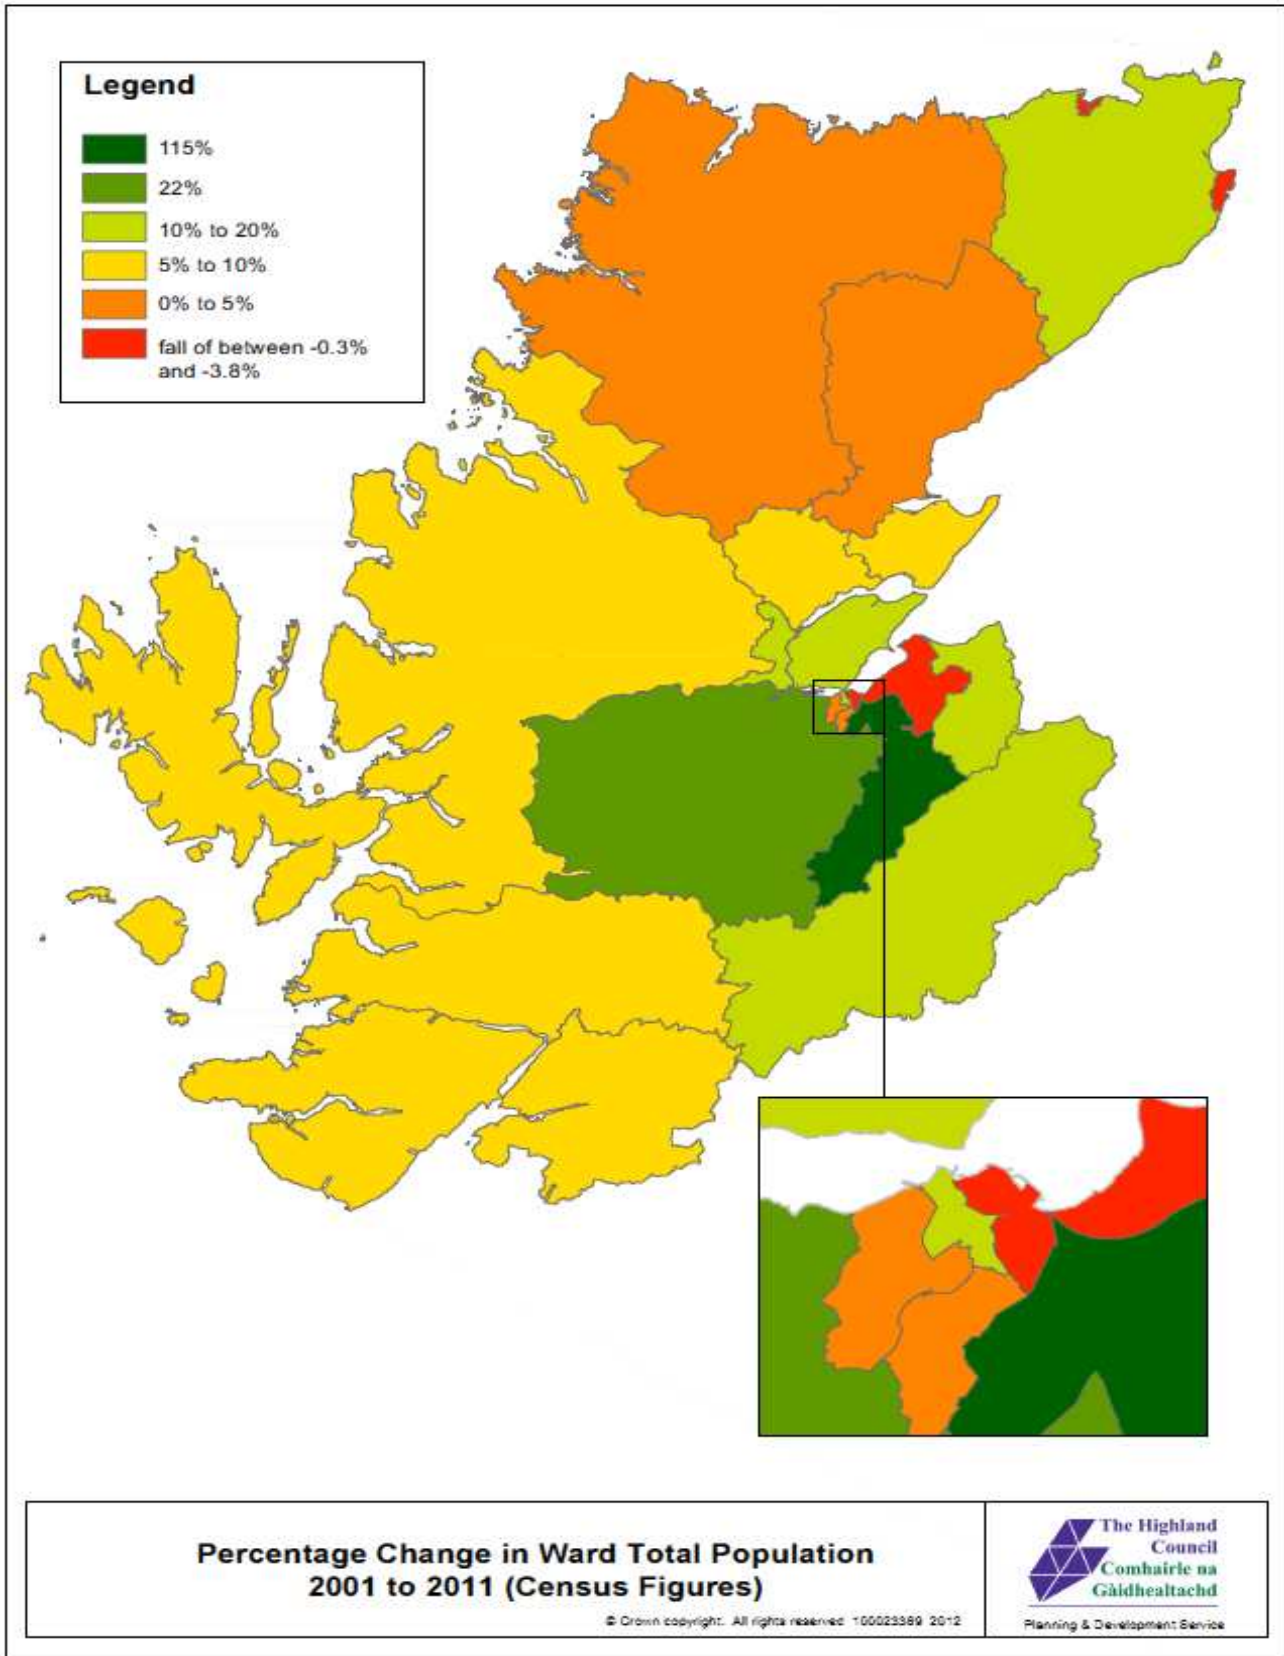 Legend
115%
22%
10% to 20%
5% to 10%
0% to 5%
fall of between -0.3%
and -3.8%
Percentage Change in Ward Total Population
2001 to 2011 (Census Figures)
© Crown copyright. All rights reserved 100023369 2012
The Highland
Council
Comhairle na
Gàidhealtachd
Planning & Development Service